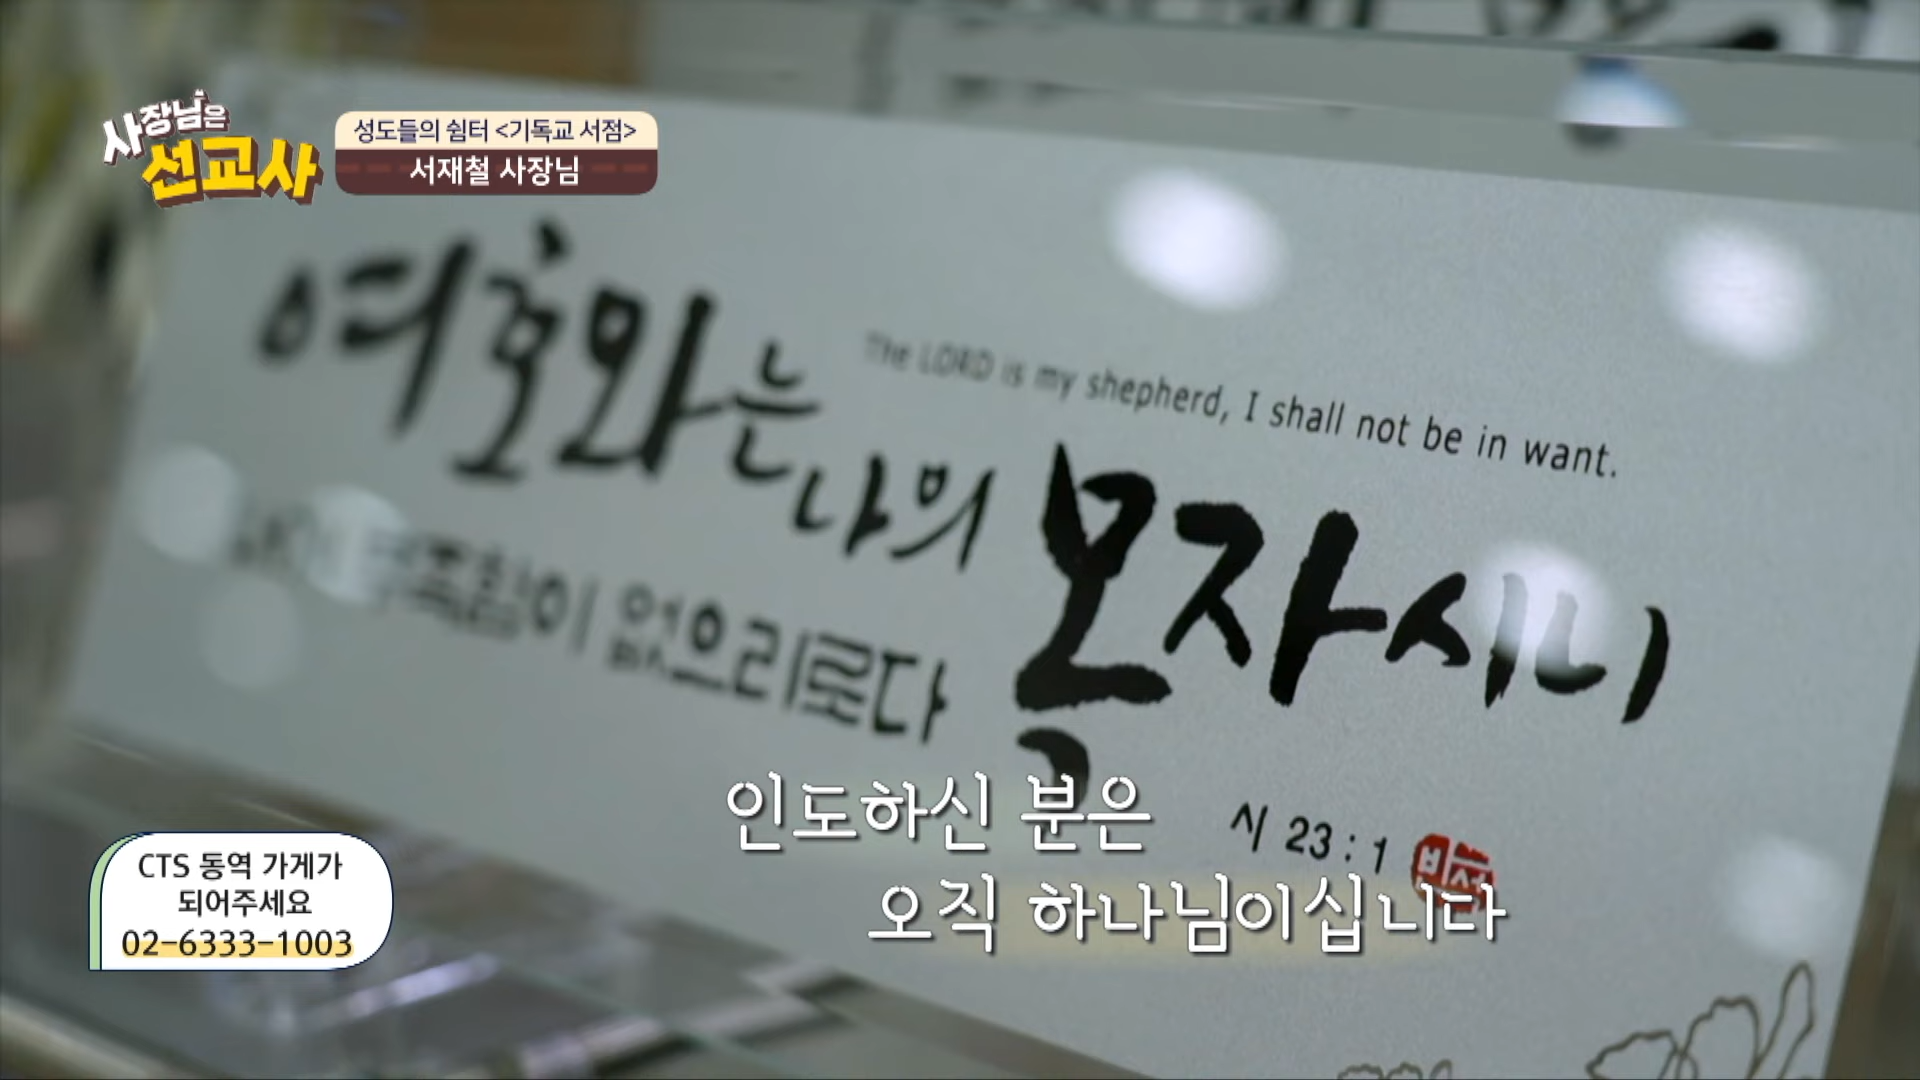 사장님은
선교사
성도들의 쉼터 <기독교 서점>
서재철 사장님
여호와는 나의 목자시니
The LORD is my shepherd, I shall not be in want.
부족함이 없으리로다
시 23 : 1
인도하신 분은
오직 하나님이십니다
CTS 동역 가게가
되어주세요
02-6333-1003